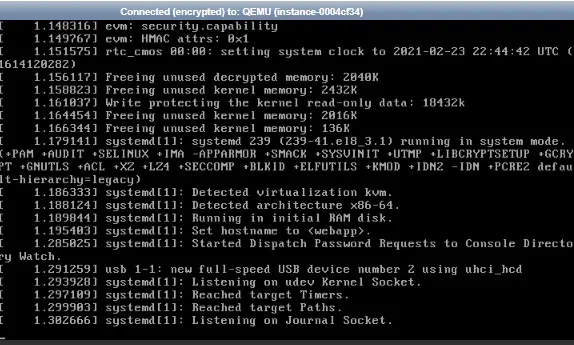 Connected (encrypted) to: QEMU (instance-0004cf34)
[    1.148316] evm: security.capability
[    1.149767] evm: HMAC attrs: 0x1
[    1.151575] rtc_cmos 00:00: setting system clock to 2021-02-23 22:44:42 UTC (
1614120282)
[    1.156117] Freeing unused decrypted memory: 2040K
[    1.158823] Freeing unused kernel memory: 2432K
[    1.161037] Write protecting the kernel read-only data: 18432k
[    1.164454] Freeing unused kernel memory: 2016K
[    1.166344] Freeing unused kernel memory: 136K
[    1.179141] systemd[1]: systemd 239 (239-41.el8_3.1) running in system mode.
(+PAM +AUDIT +SELINUX +IMA -APPARMOR +SMACK +SYSVINIT +UTMP +LIBCRYPTSETUP +GCRY
PT +GNUTLS +ACL +XZ +LZ4 +SECCOMP +BLKID +ELFUTILS +KMOD +IDN2 -IDN +PCRE2 defau
lt-hierarchy=legacy)
[    1.186333] systemd[1]: Detected virtualization kvm.
[    1.188124] systemd[1]: Detected architecture x86-64.
[    1.189844] systemd[1]: Running in initial RAM disk.
[    1.195403] systemd[1]: Set hostname to <webapp>.
[    1.285025] systemd[1]: Started Dispatch Password Requests to Console Directo
ry Watch.
[    1.291259] usb 1-1: new full-speed USB device number 2 using uhci_hcd
[    1.293928] systemd[1]: Listening on udev Kernel Socket.
[    1.297109] systemd[1]: Reached target Timers.
[    1.299903] systemd[1]: Reached target Paths.
[    1.302666] systemd[1]: Listening on Journal Socket.